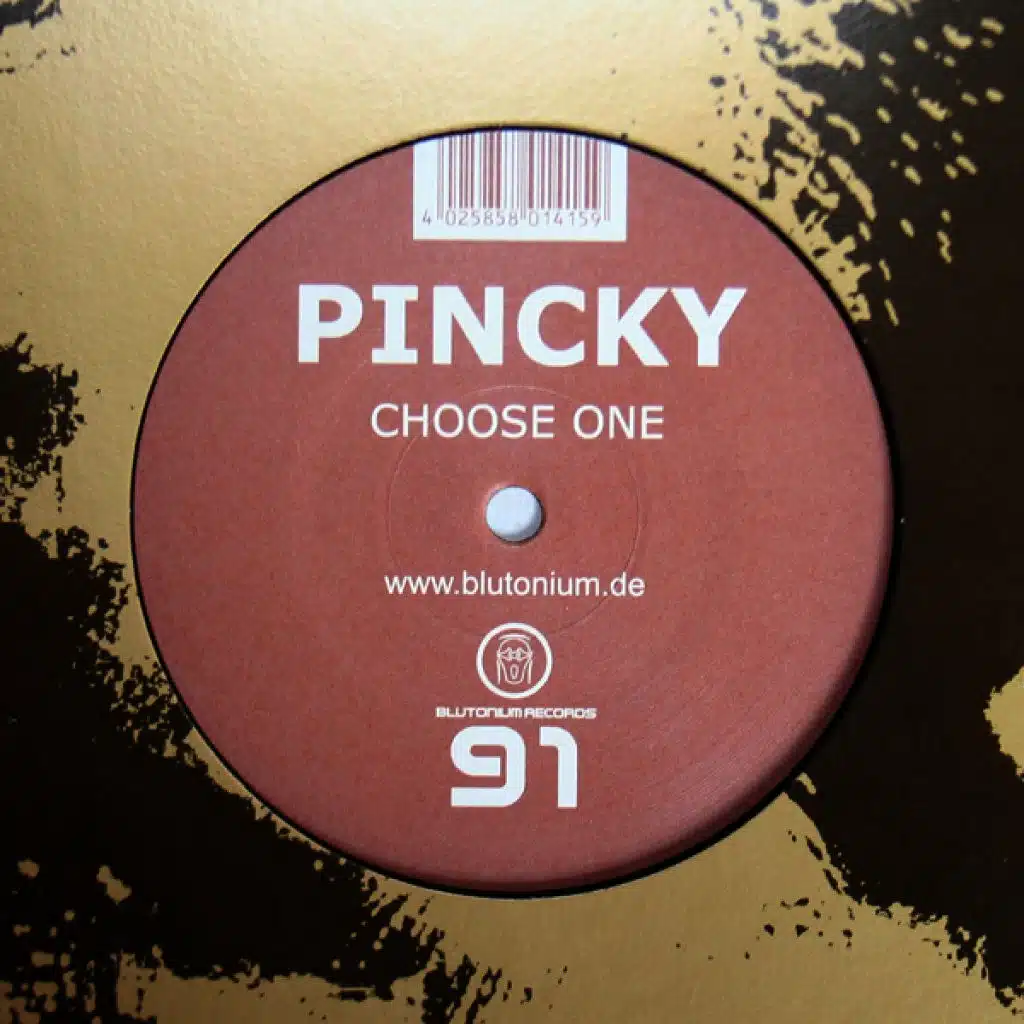 4 025858 014159
PINCKY
CHOOSE ONE
www.blutonium.de
BLUTONIUM RECORDS
91